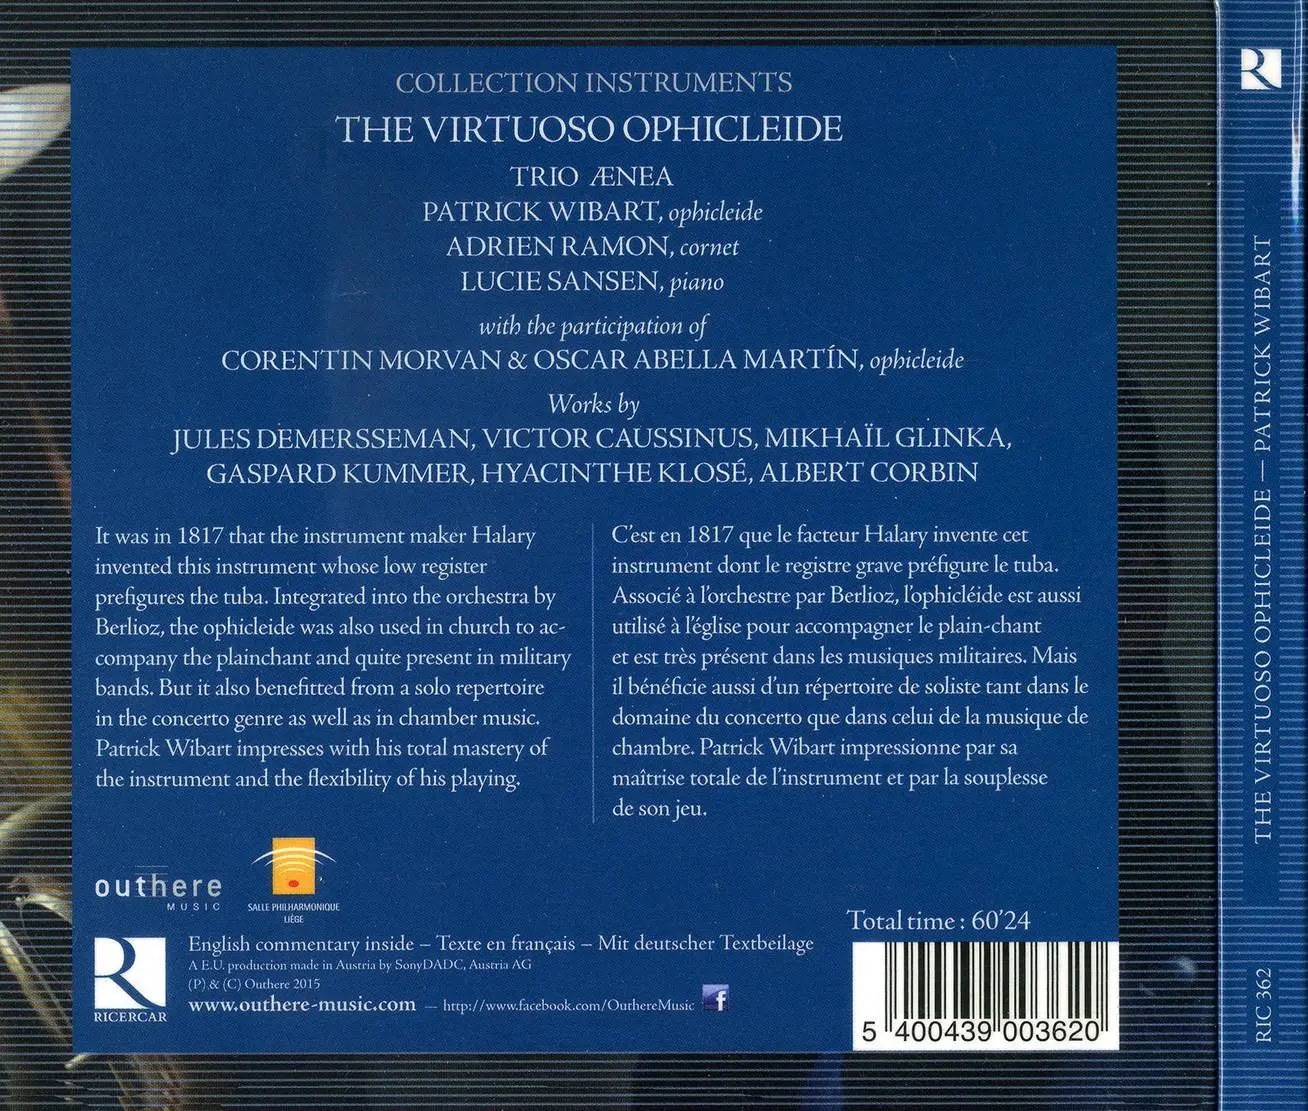 COLLECTION INSTRUMENTS
THE VIRTUOSO OPHICLEIDE
TRIO ÆNEA
PATRICK WIBART, ophicleide
ADRIEN RAMON, cornet
LUCIE SANSEN, piano
with the participation of
CORENTIN MORVAN & OSCAR ABELLA MARTÍN, ophicleide
Works by
JULES DEMERSSEMAN, VICTOR CAUSSINUS, MIKHAÏL GLINKA,
GASPARD KUMMER, HYACINTHE KLOSÉ, ALBERT CORBIN
It was in 1817 that the instrument maker Halary
invented this instrument whose low register
prefigures the tuba. Integrated into the orchestra by
Berlioz, the ophicleide was also used in church to ac-
company the plainchant and quite present in military
bands. But it also benefitted from a solo repertoire
in the concerto genre as well as in chamber music.
Patrick Wibart impresses with his total mastery of
the instrument and the flexibility of his playing.
C'est en 1817 que le facteur Halary invente cet
instrument dont le registre grave préfigure le tuba.
Associé à l'orchestre par Berlioz, l'ophicléide est aussi
utilisé à l'église pour accompagner le plain-chant
et est très présent dans les musiques militaires. Mais
il bénéficie aussi d'un répertoire de soliste tant dans le
domaine du concerto que dans celui de la musique de
chambre. Patrick Wibart impressionne par sa
maîtrise totale de l'instrument et par la souplesse
de son jeu.
outhere
MUSIC
SALLE PHILHARMONIQUE
LIÈGE
Total time : 60'24
RICERCAR
English commentary inside – Texte en français – Mit deutscher Textbeilage
A E.U. production made in Austria by SonyDADC, Austria AG
(P) & (C) Outhere 2015
www.outhere-music.com — http://www.facebook.com/OuthereMusic f
5 400439 003620
R
THE VIRTUOSO OPHICLEIDE — PATRICK WIBART
RIC 362